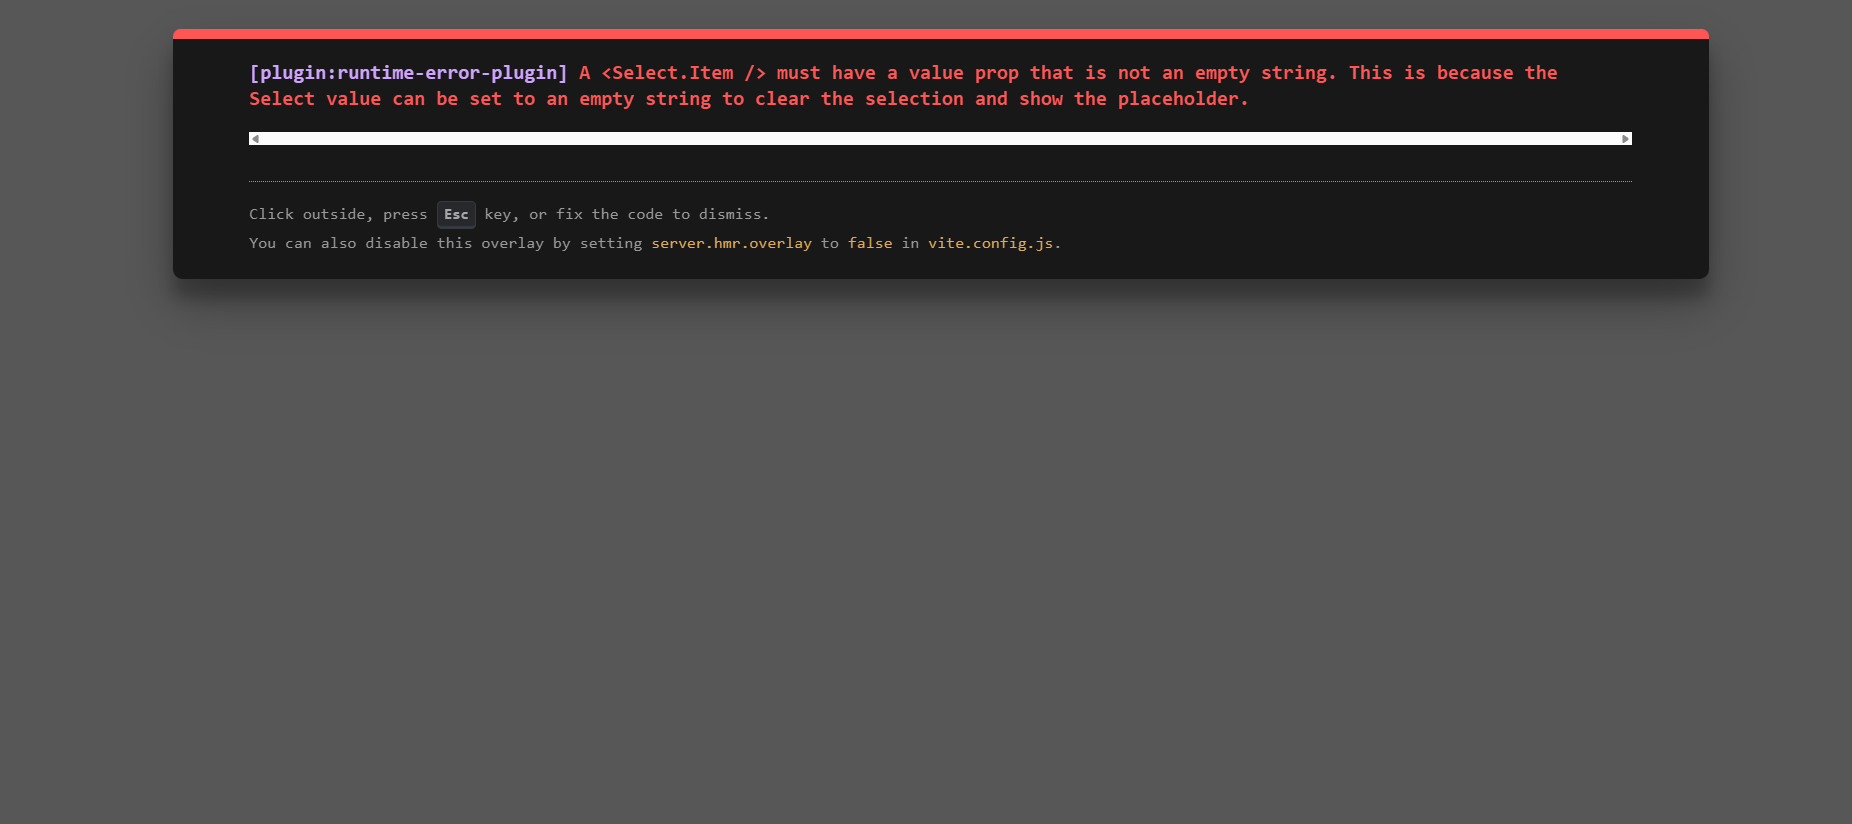 [plugin:runtime-error-plugin] A <Select.Item /> must have a value prop that is not an empty string. This is because the
Select value can be set to an empty string to clear the selection and show the placeholder.
Click outside, press Esc key, or fix the code to dismiss.
You can also disable this overlay by setting server.hmr.overlay to false in vite.config.js.